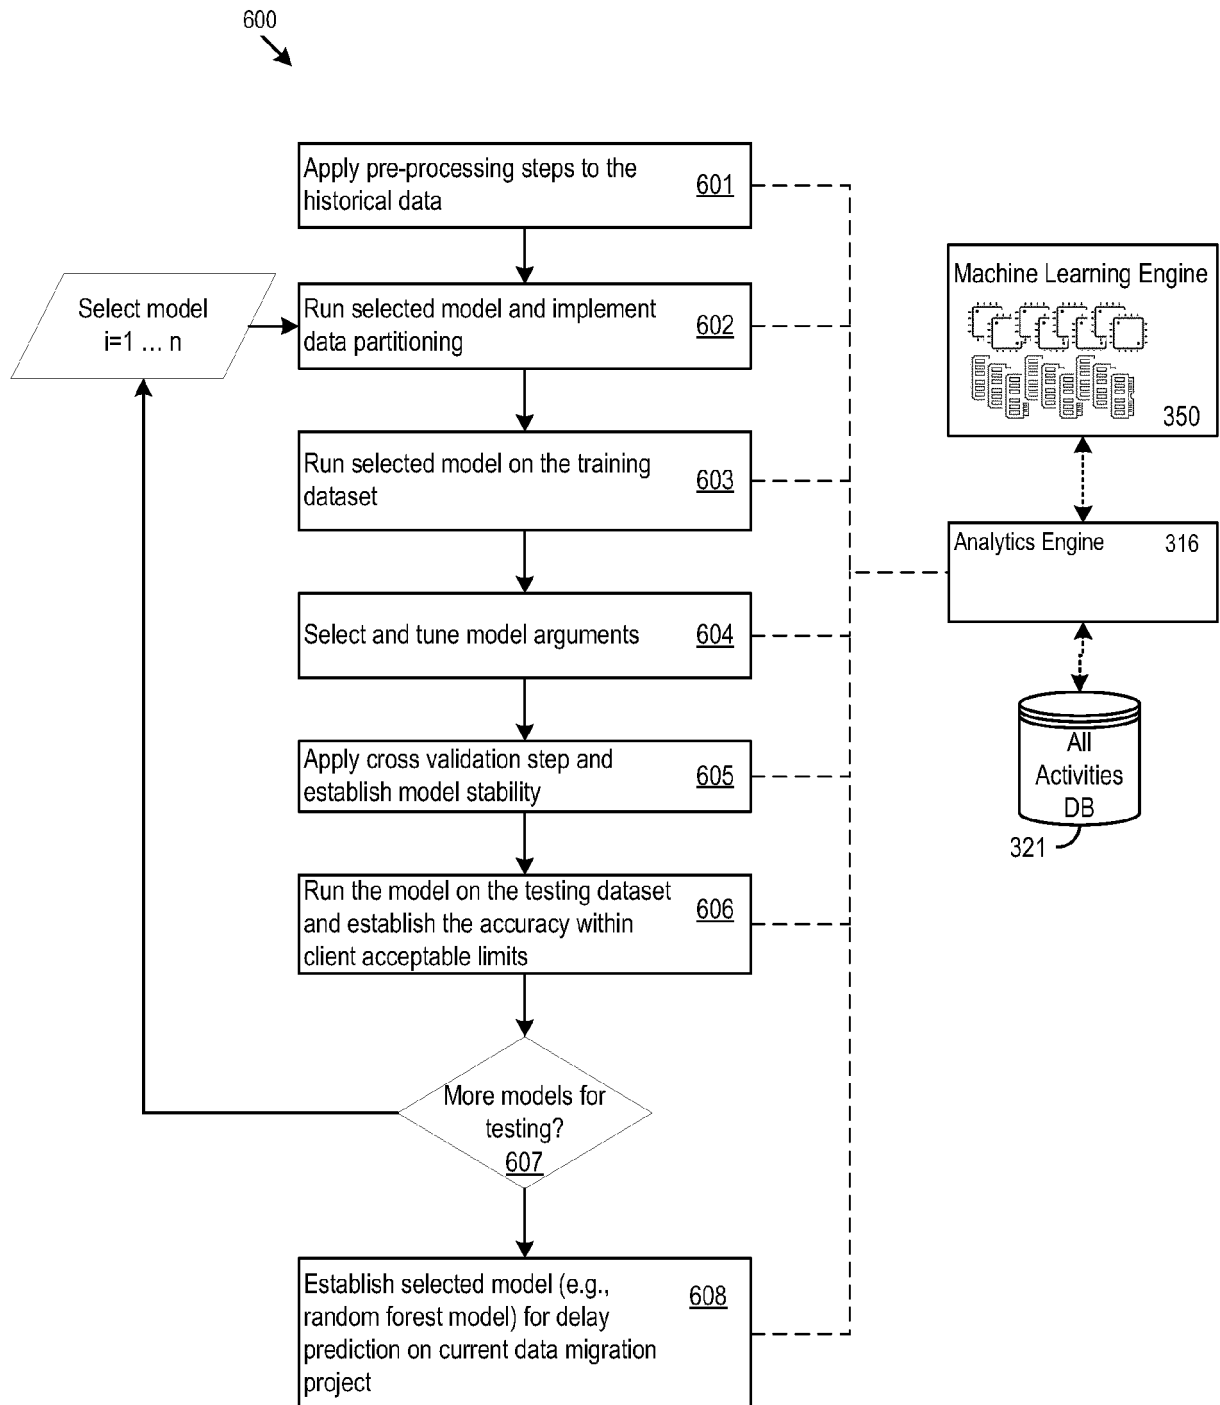 600
Apply pre-processing steps to the
historical data
601
Select model
i=1 ... n
Run selected model and implement
data partitioning
602
Machine Learning Engine
350
Run selected model on the training
dataset
603
Analytics Engine
316
Select and tune model arguments
604
All
Activities
DB
321
Apply cross validation step and
establish model stability
605
Run the model on the testing dataset
and establish the accuracy within
client acceptable limits
606
More models for
testing?
607
Establish selected model (e.g.,
random forest model) for delay
prediction on current data migration
project
608